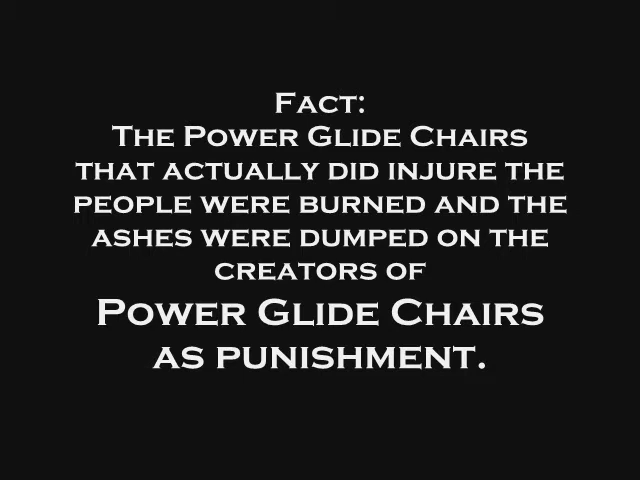 Fact:
The Power Glide Chairs
that actually did injure the
people were burned and the
ashes were dumped on the
creators of
Power Glide Chairs
as punishment.